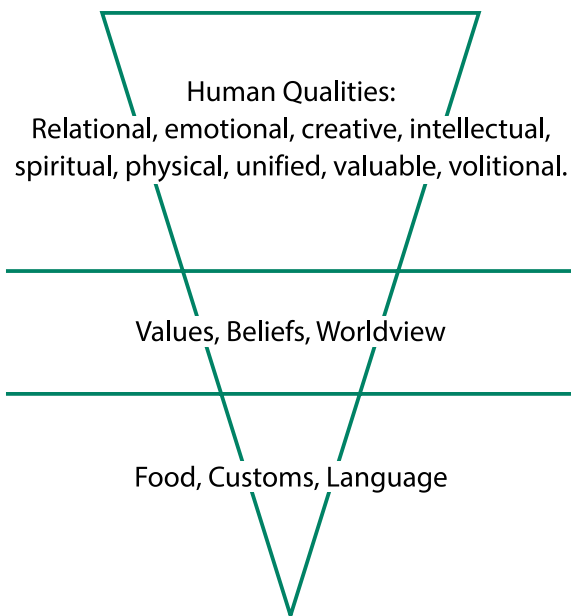 Human Qualities:
Relational, emotional, creative, intellectual,
spiritual, physical, unified, valuable, volitional.
Values, Beliefs, Worldview
Food, Customs, Language